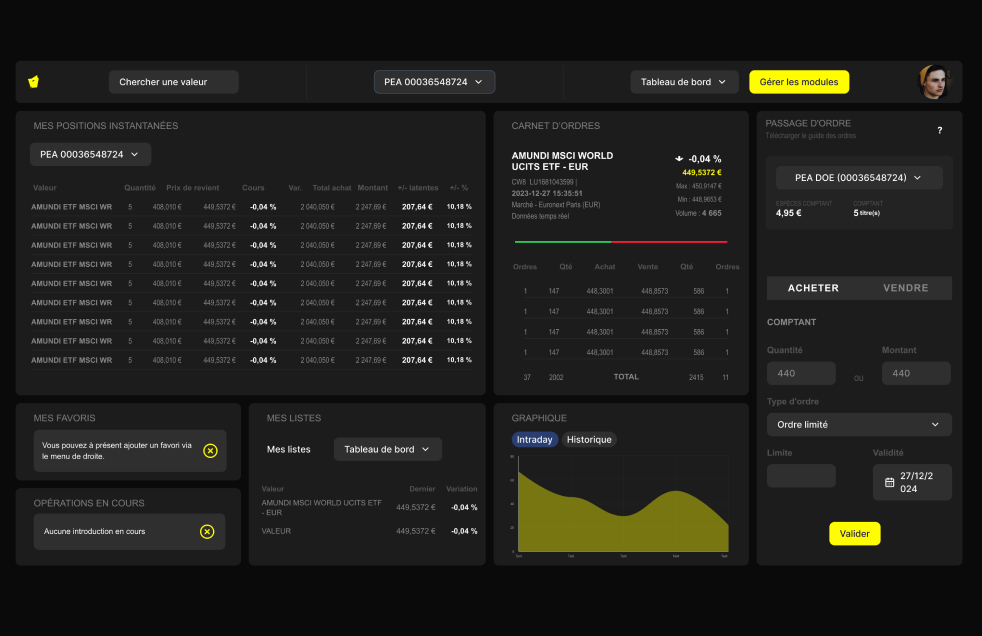 Chercher une valeur
PEA 00036548724
Tableau de bord
Gérer les modules
MES POSITIONS INSTANTANÉES
PEA 00036548724
Valeur Quantité Prix de revient Cours Var. Total achat Montant +/- latentes +/- %
AMUNDI ETF MSCI WR 5 408,010 € 449,5372 € -0,04 % 2 040,050 € 2 247,69 € 207,64 € 10,18 %
AMUNDI ETF MSCI WR 5 408,010 € 449,5372 € -0,04 % 2 040,050 € 2 247,69 € 207,64 € 10,18 %
AMUNDI ETF MSCI WR 5 408,010 € 449,5372 € -0,04 % 2 040,050 € 2 247,69 € 207,64 € 10,18 %
AMUNDI ETF MSCI WR 5 408,010 € 449,5372 € -0,04 % 2 040,050 € 2 247,69 € 207,64 € 10,18 %
AMUNDI ETF MSCI WR 5 408,010 € 449,5372 € -0,04 % 2 040,050 € 2 247,69 € 207,64 € 10,18 %
AMUNDI ETF MSCI WR 5 408,010 € 449,5372 € -0,04 % 2 040,050 € 2 247,69 € 207,64 € 10,18 %
AMUNDI ETF MSCI WR 5 408,010 € 449,5372 € -0,04 % 2 040,050 € 2 247,69 € 207,64 € 10,18 %
AMUNDI ETF MSCI WR 5 408,010 € 449,5372 € -0,04 % 2 040,050 € 2 247,69 € 207,64 € 10,18 %
AMUNDI ETF MSCI WR 5 408,010 € 449,5372 € -0,04 % 2 040,050 € 2 247,69 € 207,64 € 10,18 %
CARNET D'ORDRES
AMUNDI MSCI WORLD
UCITS ETF - EUR
CW8 LU1681043599 |
2023-12-27 15:35:51
Marché - Euronext Paris (EUR)
Données temps réel
-0,04 %
449,5372 €
Max : 450,9147 €
Min : 448,9653 €
Volume : 4 665
Ordres Qté Achat Vente Qté Ordres
1 147 448,3001 448,8573 586 1
1 147 448,3001 448,8573 586 1
1 147 448,3001 448,8573 586 1
1 147 448,3001 448,8573 586 1
37 2002 TOTAL 2415 11
PASSAGE D'ORDRE
Télécharger le guide des ordres
?
PEA DOE (00036548724)
ESPÈCES COMPTANT COMPTANT
4,95 € 5 titre(s)
ACHETER VENDRE
COMPTANT
Quantité Montant
440 OU 440
Type d'ordre
Ordre limité
Limite Validité
27/12/2
024
Valider
MES FAVORIS
Vous pouvez à présent ajouter un favori via
le menu de droite.
OPÉRATIONS EN COURS
Aucune introduction en cours
MES LISTES
Mes listes
Tableau de bord
Valeur Dernier Variation
AMUNDI MSCI WORLD UCITS ETF
- EUR
449,5372 € -0,04 %
VALEUR 449,5372 € -0,04 %
GRAPHIQUE
Intraday Historique